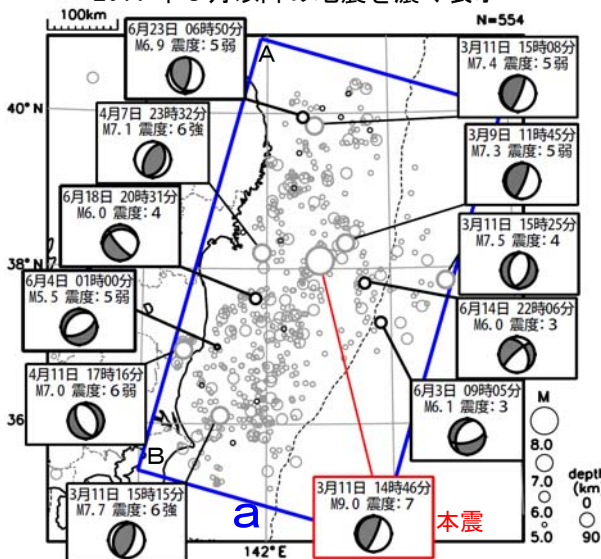 100km
N=554
6月23日 06時50分
M6.9 震度:5弱
A
3月11日 15時08分
M7.4 震度:5弱
40°N
4月7日 23時32分
M7.1 震度:6強
3月9日 11時45分
M7.3 震度:5弱
6月18日 20時31分
M6.0 震度:4
3月11日 15時25分
M7.5 震度:4
38°N
6月4日 01時00分
M5.5 震度:5弱
6月14日 22時06分
M6.0 震度:3
4月11日 17時16分
M7.0 震度:6弱
6月3日 09時05分
M6.1 震度:3
36°
M
8.0
7.0
6.0
5.0
depth
(km
0
90
B
3月11日 15時15分
M7.7 震度:6強
a
3月11日 14時46分
M9.0 震度:7
本震
142°E